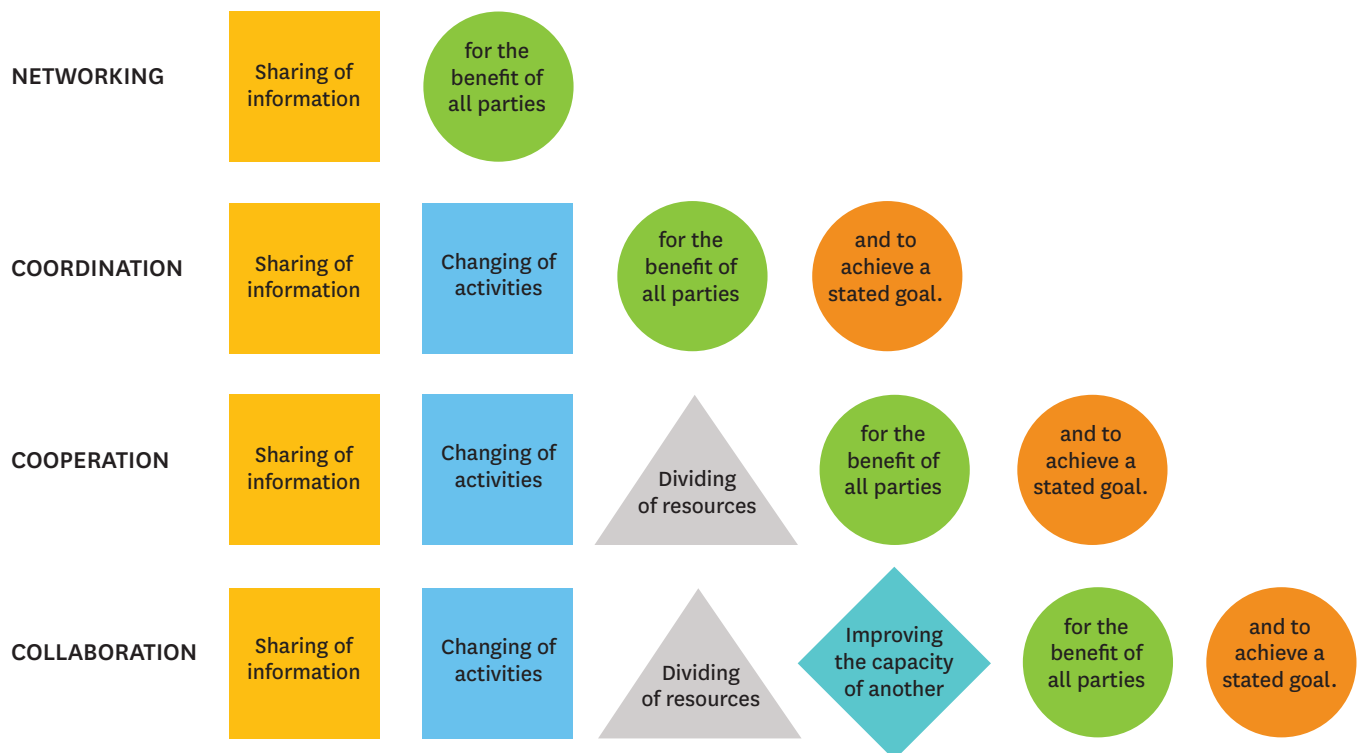 NETWORKING
Sharing of
information
for the
benefit of
all parties
COORDINATION
Sharing of
information
Changing of
activities
for the
benefit of
all parties
and to
achieve a
stated goal.
COOPERATION
Sharing of
information
Changing of
activities
Dividing
of resources
for the
benefit of
all parties
and to
achieve a
stated goal.
COLLABORATION
Sharing of
information
Changing of
activities
Dividing
of resources
Improving
the capacity
of another
for the
benefit of
all parties
and to
achieve a
stated goal.